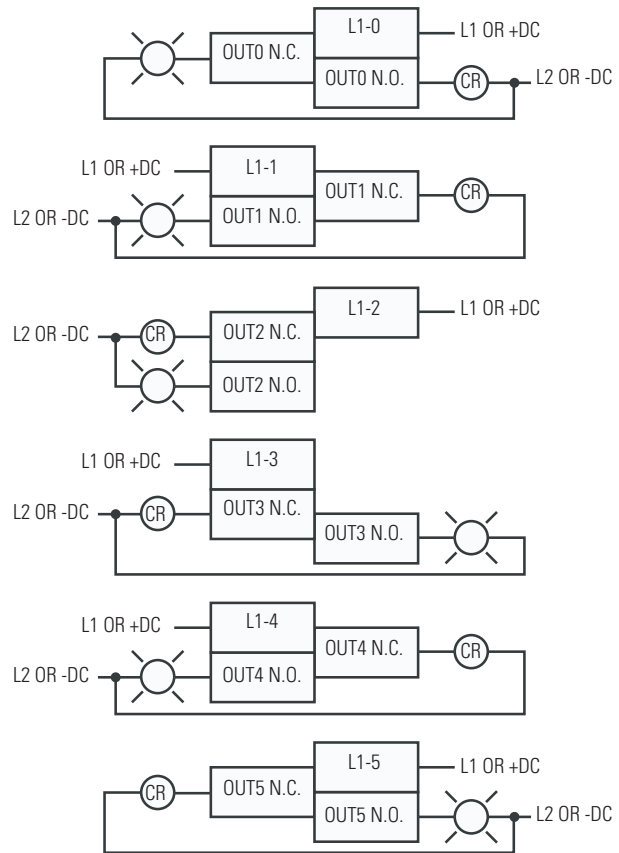 L1-0
L1 OR +DC
OUT0 N.C.
OUT0 N.O.
CR
L2 OR -DC
L1 OR +DC
L1-1
OUT1 N.C.
CR
L2 OR -DC
OUT1 N.O.
L1-2
L1 OR +DC
L2 OR -DC
CR
OUT2 N.C.
OUT2 N.O.
L1 OR +DC
L1-3
L2 OR -DC
CR
OUT3 N.C.
OUT3 N.O.
L1 OR +DC
L1-4
OUT4 N.C.
CR
L2 OR -DC
OUT4 N.O.
L1-5
L1 OR +DC
CR
OUT5 N.C.
OUT5 N.O.
L2 OR -DC